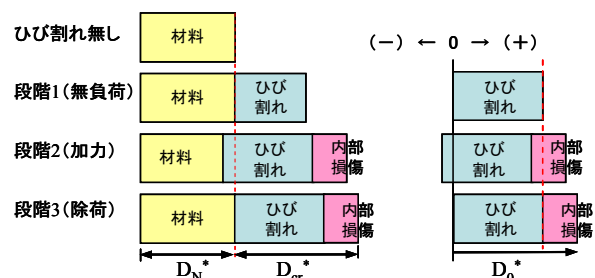 ひび割れ無し
材料
(−) ← 0 → (+)
段階1(無負荷)
材料
ひび
割れ
ひび
割れ
段階2(加力)
材料
ひび
割れ
内部
損傷
ひび
割れ
内部
損傷
段階3(除荷)
材料
ひび
割れ
内部
損傷
ひび
割れ
内部
損傷
D_N*
D_cr*
D_0*